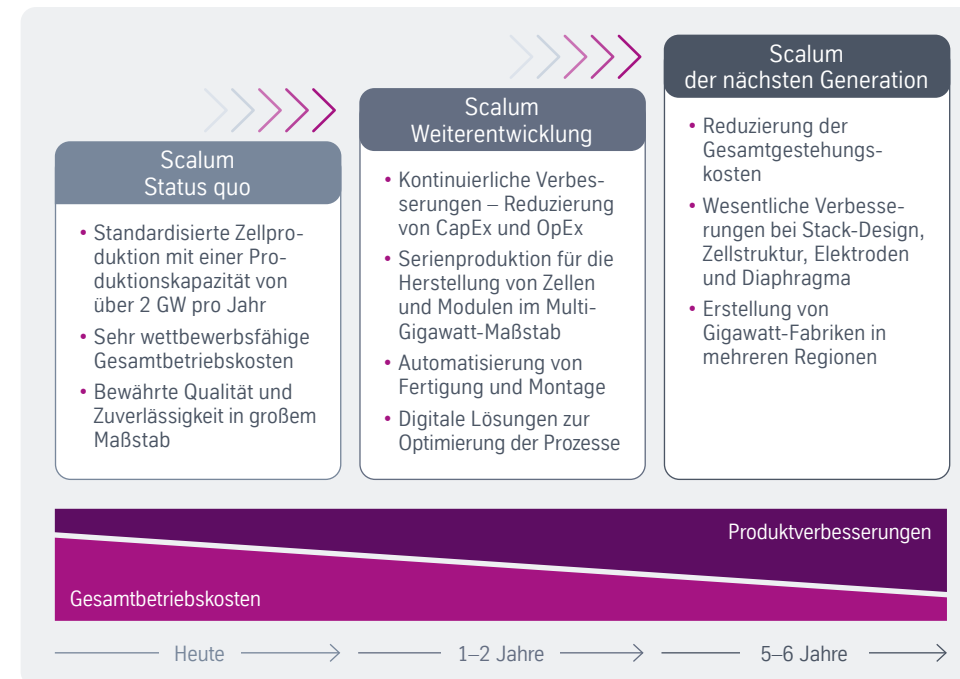 Scalum
Status quo
• Standardisierte Zellpro-
duktion mit einer Pro-
duktionskapazität von
über 2 GW pro Jahr
• Sehr wettbewerbsfähige
Gesamtbetriebskosten
• Bewährte Qualität und
Zuverlässigkeit in großem
Maßstab
Scalum
Weiterentwicklung
• Kontinuierliche Verbes-
serungen – Reduzierung
von CapEx und OpEx
• Serienproduktion für die
Herstellung von Zellen
und Modulen im Multi-
Gigawatt-Maßstab
• Automatisierung von
Fertigung und Montage
• Digitale Lösungen zur
Optimierung der Prozesse
Scalum
der nächsten Generation
• Reduzierung der
Gesamtgestehungs-
kosten
• Wesentliche Verbesse-
rungen bei Stack-Design,
Zellstruktur, Elektroden
und Diaphragma
• Erstellung von
Gigawatt-Fabriken in
mehreren Regionen
Produktverbesserungen
Gesamtbetriebskosten
Heute
1–2 Jahre
5–6 Jahre